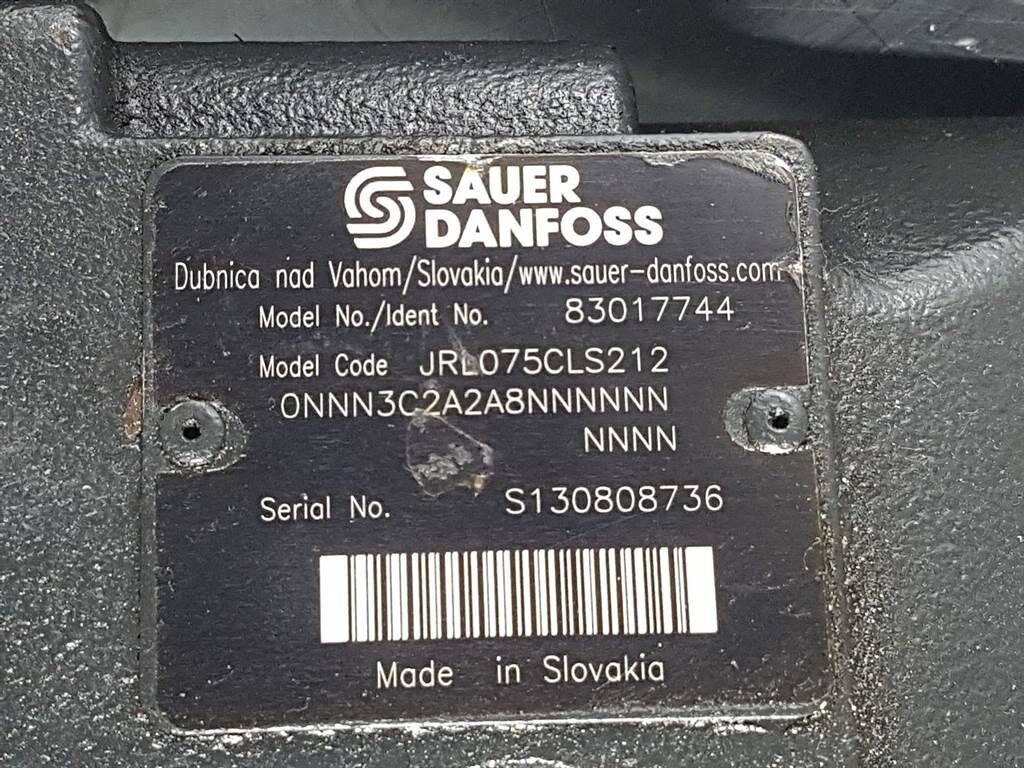 SAUER
DANFOSS
Dubnica nad Vahom/Slovakia/www.sauer-danfoss.com
Model No./Ident No. 83017744
Model Code JRL075CLS212
0NNN3C2A2A8NNNNNN
NNNN
Serial No. S130808736
Made in Slovakia